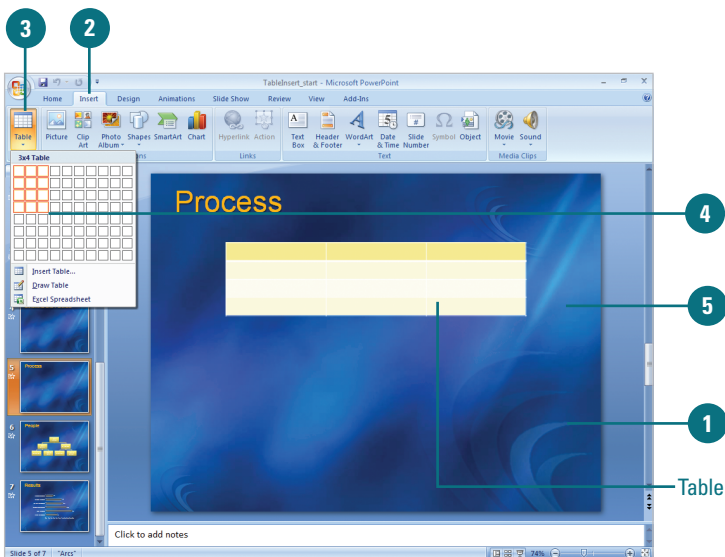 3
2
TableInsert_start - Microsoft PowerPoint
Home Insert Design Animations Slide Show Review View Add-Ins
Table Picture Clip Art Photo Album Shapes SmartArt Chart Hyperlink Action Text Box Header & Footer WordArt Date & Time Slide Number Symbol Object Movie Sound
Links Text Media Clips
3x4 Table
Insert Table...
Draw Table
Excel Spreadsheet
Process
4
5
1
Table
5
Process
6
People
7
Results
Click to add notes
Slide 5 of 7 "Arcs" 74%